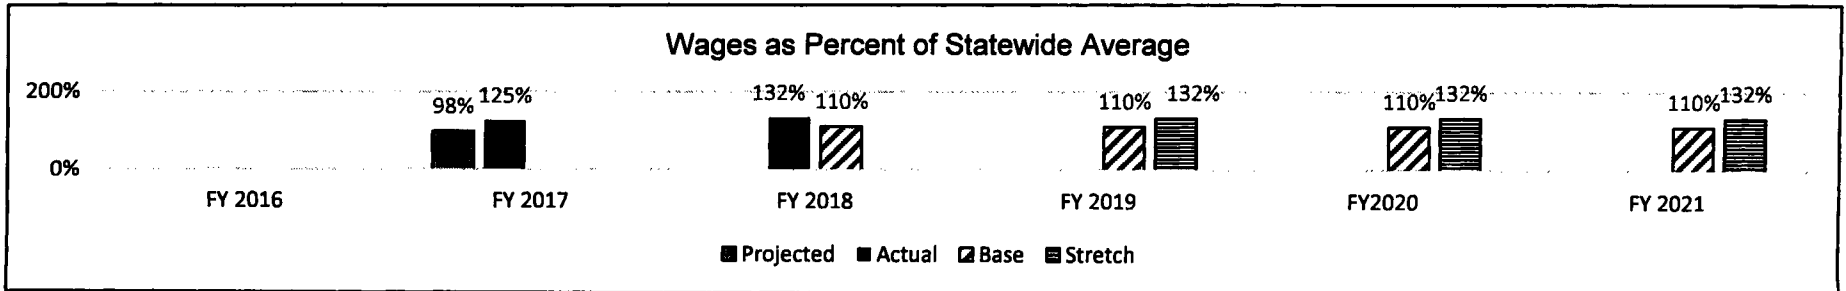 Wages as Percent of Statewide Average
200%
98% 125% 132% 110% 110% 132% 110% 132% 110% 132%
0%
FY 2016 FY 2017 FY 2018 FY 2019 FY2020 FY 2021
Projected Actual Base Stretch